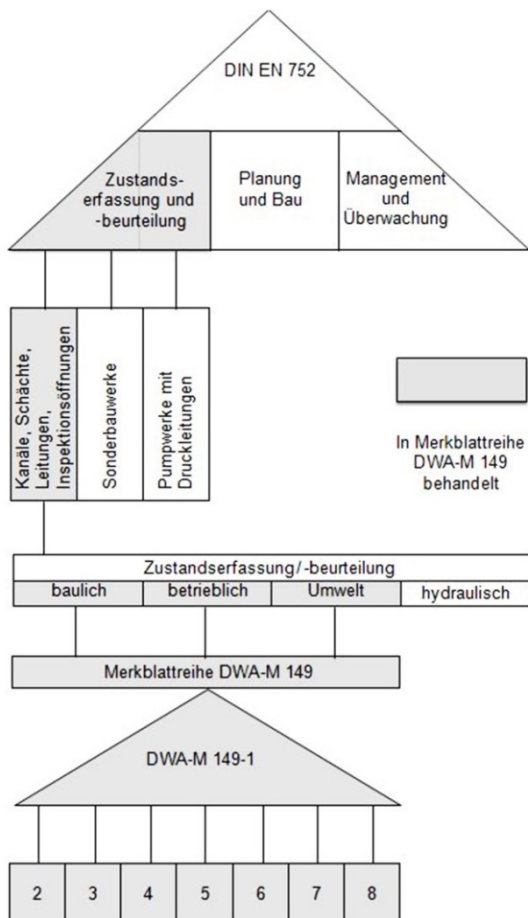 DIN EN 752
Zustands-
erfassung und
-beurteilung
Planung
und Bau
Management
und
Überwachung
Kanäle, Schächte,
Leitungen,
Inspektionsöffnungen
Sonderbauwerke
Pumpwerke mit
Druckleitungen
In Merkblattreihe
DWA-M 149
behandelt
Zustandserfassung/-beurteilung
baulich
betrieblich
Umwelt
hydraulisch
Merkblattreihe DWA-M 149
DWA-M 149-1
2 3 4 5 6 7 8